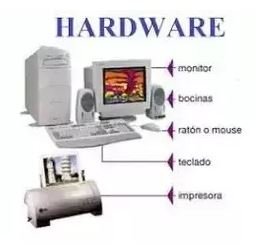 HARDWARE
monitor
bocinas
ratón o mouse
teclado
impresora